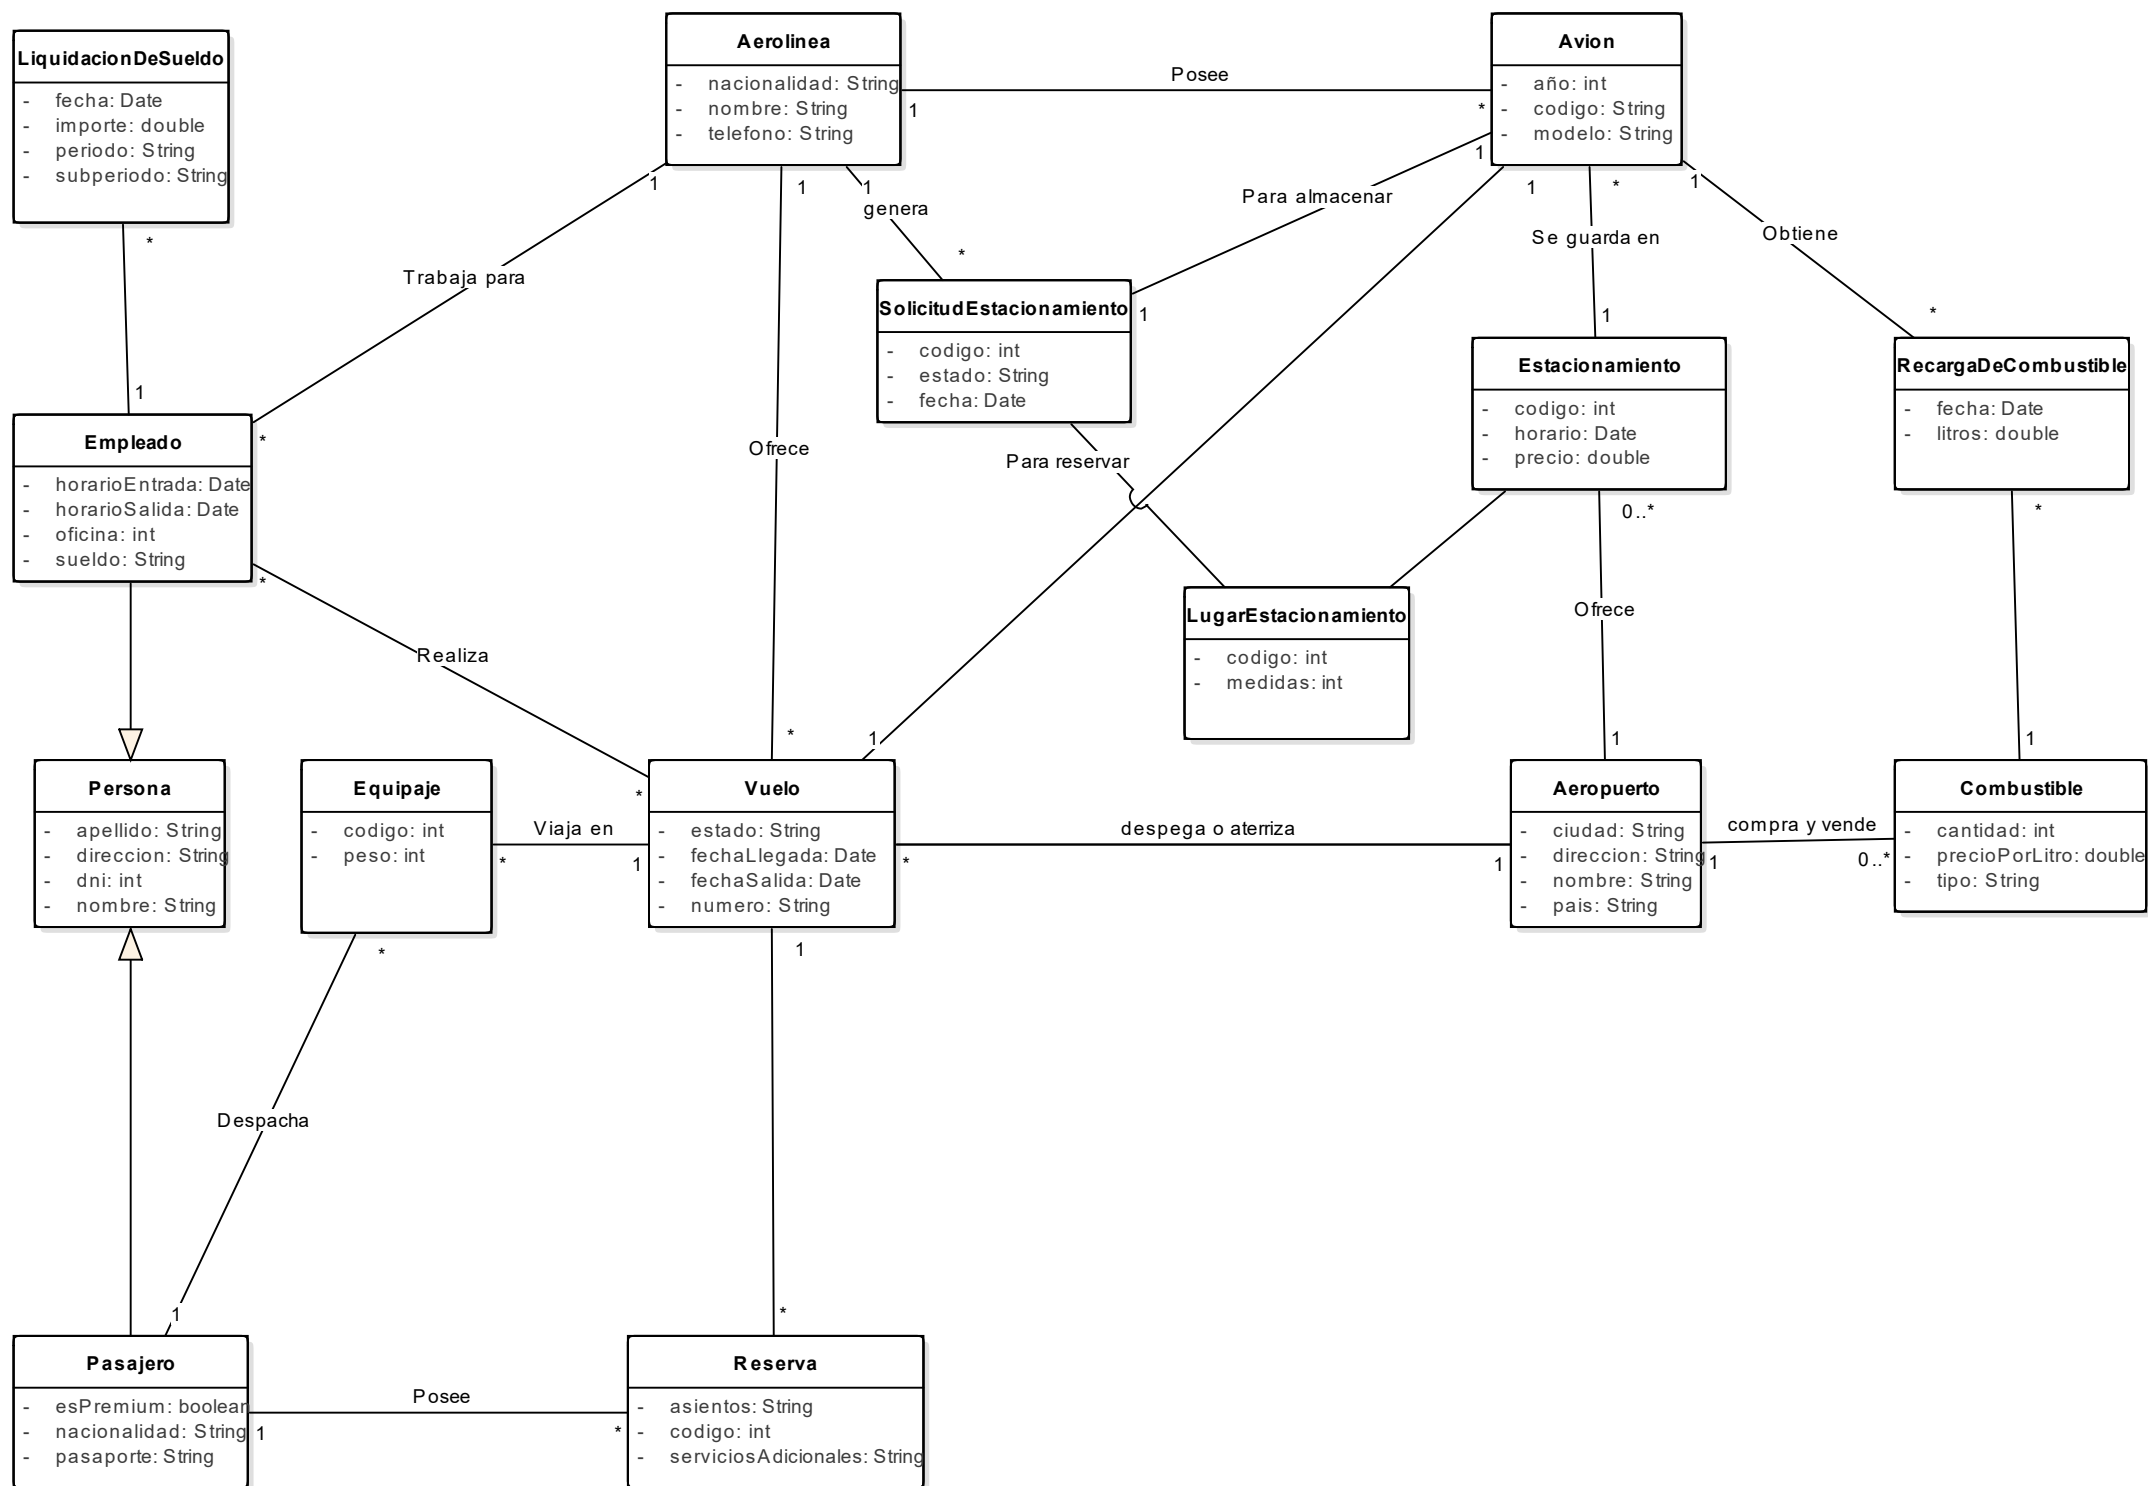 LiquidacionDeSueldo
- fecha: Date
- importe: double
- periodo: String
- subperiodo: String
*
1
Aerolinea
- nacionalidad: String
- nombre: String
- telefono: String
Posee
1
*
Avion
- año: int
- codigo: String
- modelo: String
1
Trabaja para
*
1
1
genera
*
Para almacenar
1
1
1
*
Se guarda en
1
1
Obtiene
*
SolicitudEstacionamiento
- codigo: int
- estado: String
- fecha: Date
Estacionamiento
- codigo: int
- horario: Date
- precio: double
RecargaDeCombustible
- fecha: Date
- litros: double
Empleado
- horarioEntrada: Date
- horarioSalida: Date
- oficina: int
- sueldo: String
*
Ofrece
Para reservar
0..*
*
Realiza
*
LugarEstacionamiento
- codigo: int
- medidas: int
Ofrece
*
1
1
1
Persona
- apellido: String
- direccion: String
- dni: int
- nombre: String
Equipaje
- codigo: int
- peso: int
Viaja en
*
1
Vuelo
- estado: String
- fechaLlegada: Date
- fechaSalida: Date
- numero: String
despega o aterriza
*
1
Aeropuerto
- ciudad: String
- direccion: String
- nombre: String
- pais: String
compra y vende
1
0..*
Combustible
- cantidad: int
- precioPorLitro: double
- tipo: String
*
1
Despacha
1
*
Pasajero
- esPremium: boolean
- nacionalidad: String
- pasaporte: String
Posee
1
*
Reserva
- asientos: String
- codigo: int
- serviciosAdicionales: String